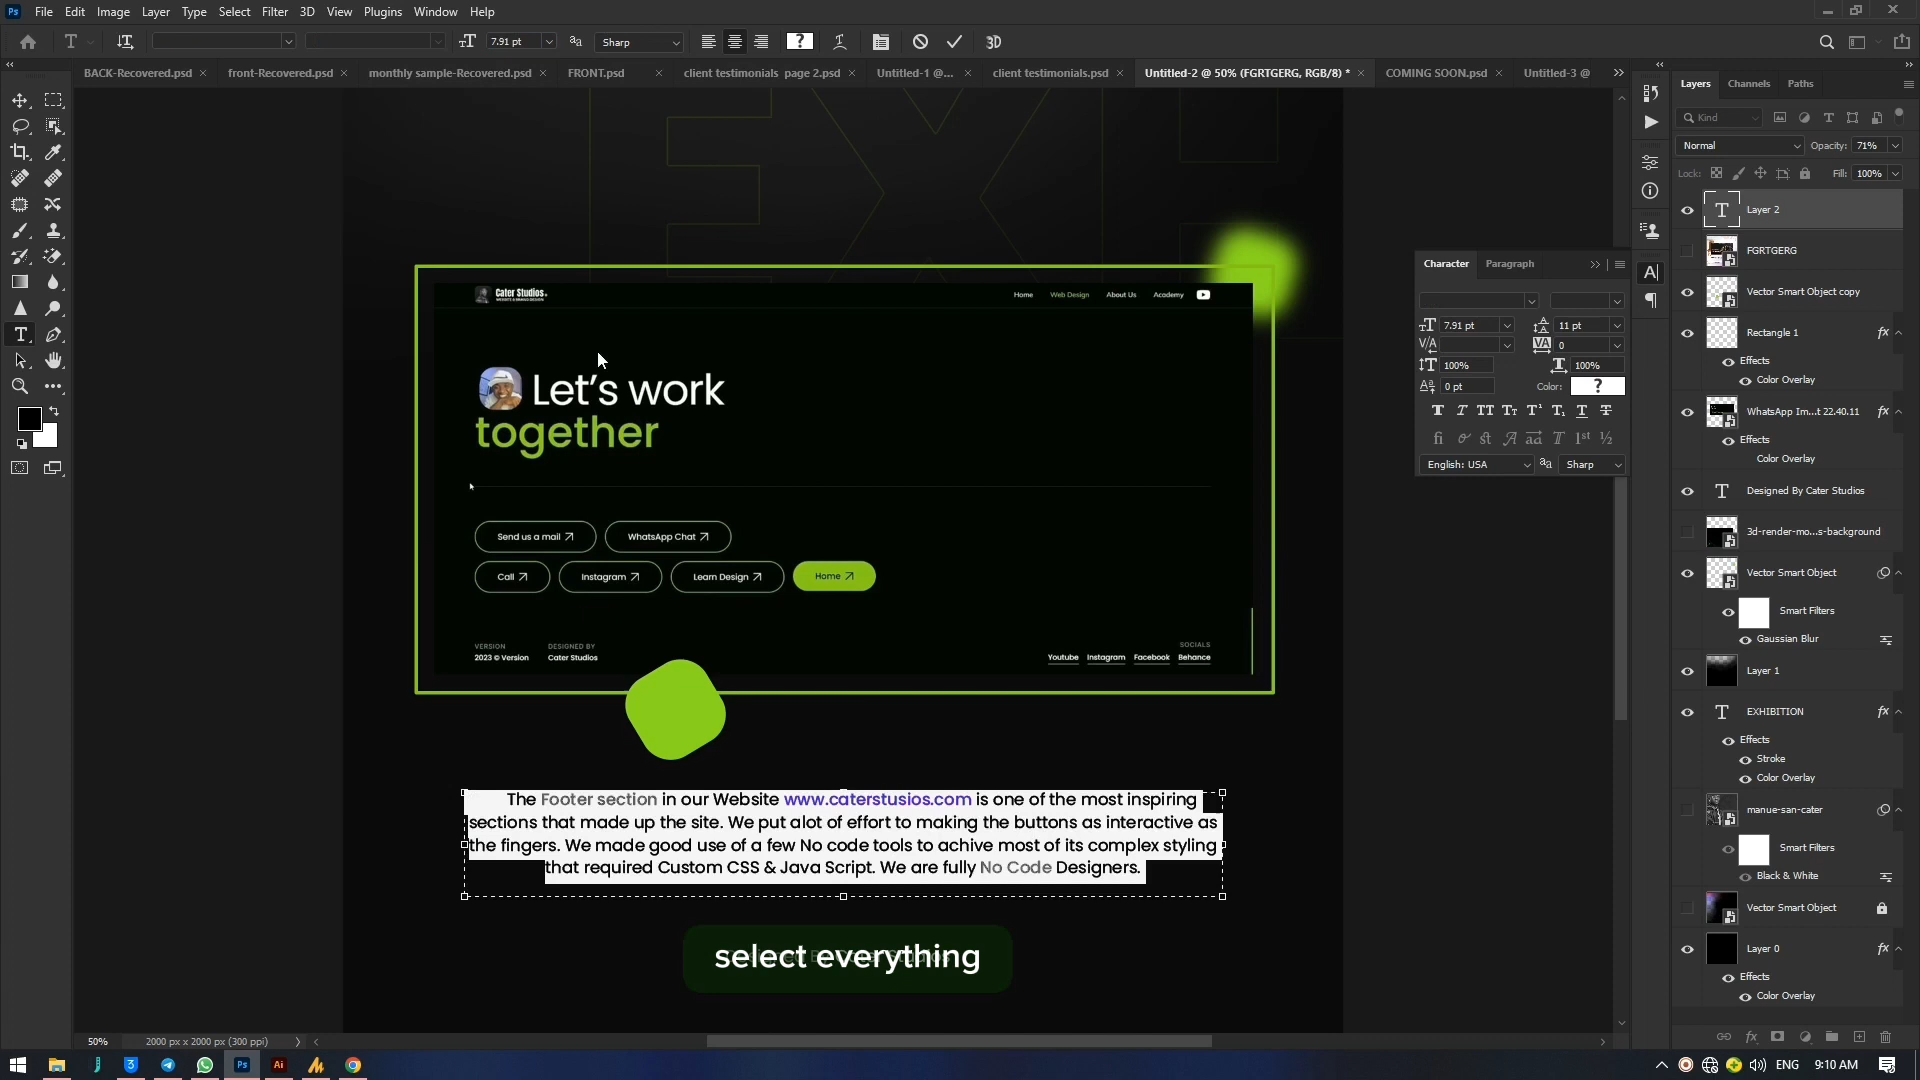 Ps File Edit Image Layer Type Select Filter 3D View Plugins Window Help
7.91 pt Sharp ? 3D
BACK-Recovered.psd front-Recovered.psd monthly sample-Recovered.psd FRONT.psd client testimonials page 2.psd Untitled-1 @... client testimonials.psd Untitled-2 @ 50% (FGRTGERG, RGB/8) * COMING SOON.psd Untitled-3 @
Layers Channels Paths
Kind
Normal Opacity: 71%
Lock: Fill: 100%
Layer 2
FGRTGERG
Vector Smart Object copy
Rectangle 1 fx
Effects
Color Overlay
WhatsApp Im...t 22.40.11 fx
Effects
Color Overlay
Designed By Cater Studios
3d-render-mo...s-background
Vector Smart Object
Smart Filters
Gaussian Blur
Layer 1
EXHIBITION fx
Effects
Stroke
Color Overlay
manue-san-cater
Smart Filters
Black & White
Vector Smart Object
Layer 0 fx
Effects
Color Overlay
Character Paragraph
7.91 pt 11 pt
0
100% 100%
0 pt Color: ?
English: USA Sharp
Cater Studios
Home Web Design About Us Academy
Let's work
together
Send us a mail WhatsApp Chat
Call Instagram Learn Design Home
VERSION DESIGNED BY SOCIALS
2023 © Version Cater Studios Youtube Instagram Facebook Behance
The Footer section in our Website www.caterstusios.com is one of the most inspiring
sections that made up the site. We put alot of effort to making the buttons as interactive as
the fingers. We made good use of a few No code tools to achive most of its complex styling
that required Custom CSS & Java Script. We are fully No Code Designers.
select everything
50% 2000 px x 2000 px (300 ppi)
Ps Ai ENG 9:10 AM